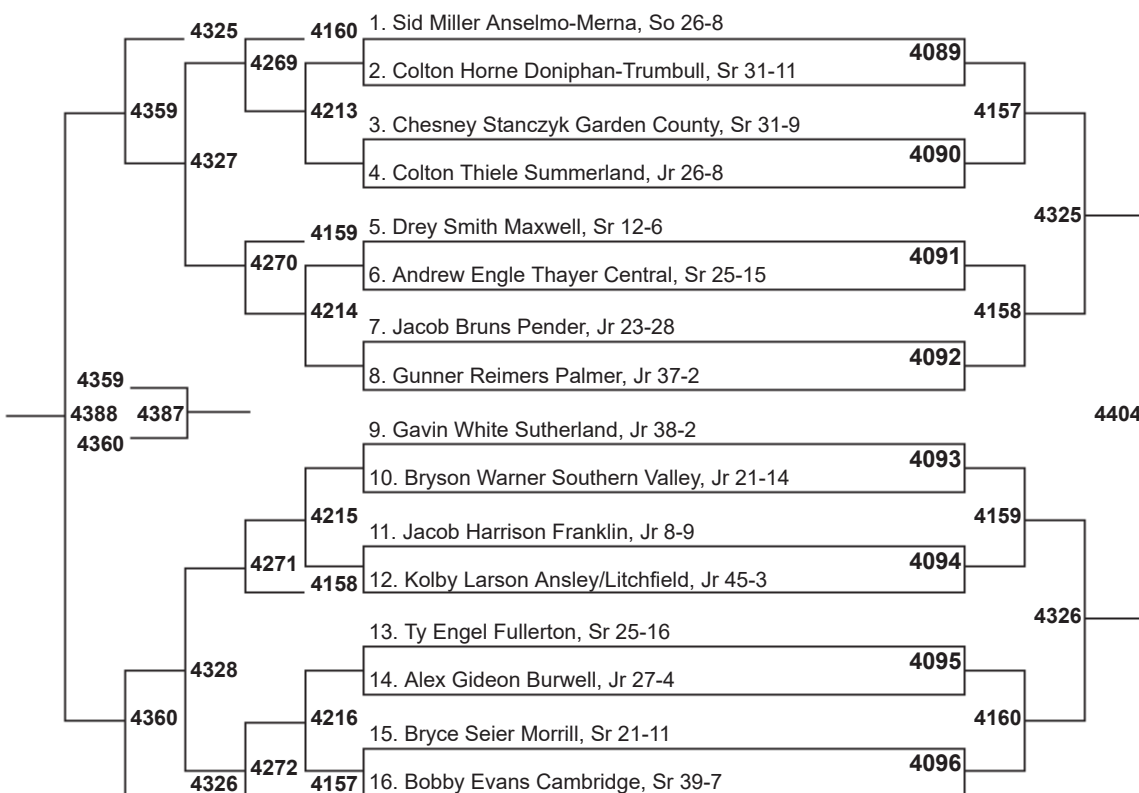 4325
4160
1. Sid Miller Anselmo-Merna, So 26-8
4269
4089
2. Colton Horne Doniphan-Trumbull, Sr 31-11
4359
4213
4157
3. Chesney Stanczyk Garden County, Sr 31-9
4327
4090
4. Colton Thiele Summerland, Jr 26-8
4325
4159
5. Drey Smith Maxwell, Sr 12-6
4270
4091
6. Andrew Engle Thayer Central, Sr 25-15
4214
4158
7. Jacob Bruns Pender, Jr 23-28
4092
4359
8. Gunner Reimers Palmer, Jr 37-2
4388
4387
4404
4360
9. Gavin White Sutherland, Jr 38-2
4093
10. Bryson Warner Southern Valley, Jr 21-14
4215
4159
11. Jacob Harrison Franklin, Jr 8-9
4271
4094
4158
12. Kolby Larson Ansley/Litchfield, Jr 45-3
4326
13. Ty Engel Fullerton, Sr 25-16
4328
4095
14. Alex Gideon Burwell, Jr 27-4
4360
4216
4160
15. Bryce Seier Morrill, Sr 21-11
4272
4096
4326
4157
16. Bobby Evans Cambridge, Sr 39-7